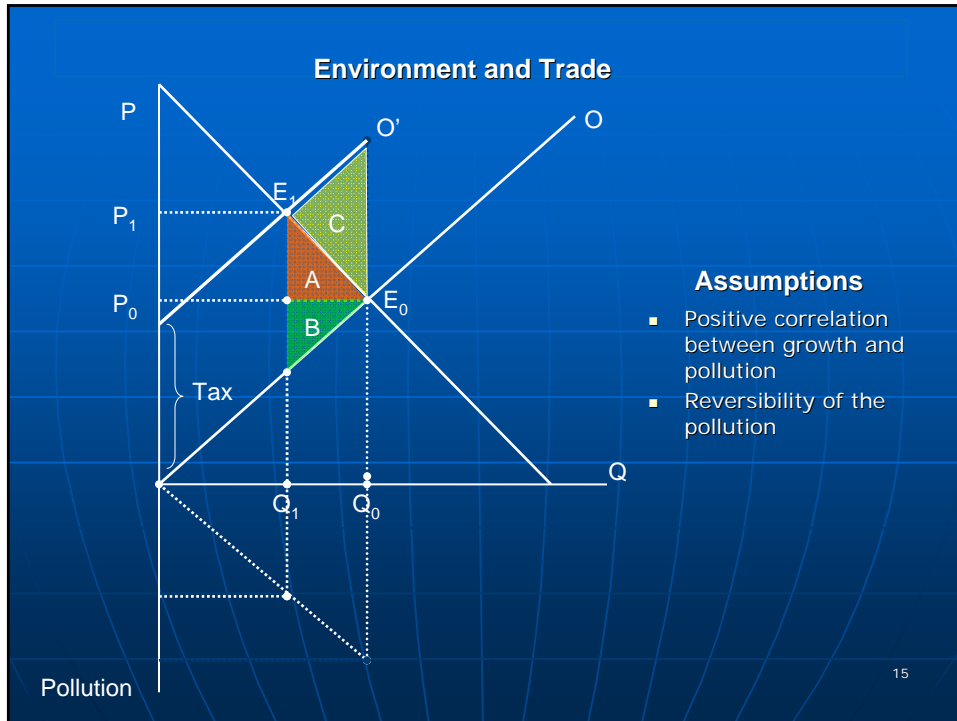 Environment and Trade
P
O'
O
E1
P1
C
A
P0
E0
B
Tax
Q
Q1
Q0
Pollution
Assumptions
Positive correlation
between growth and
pollution
Reversibility of the
pollution
15